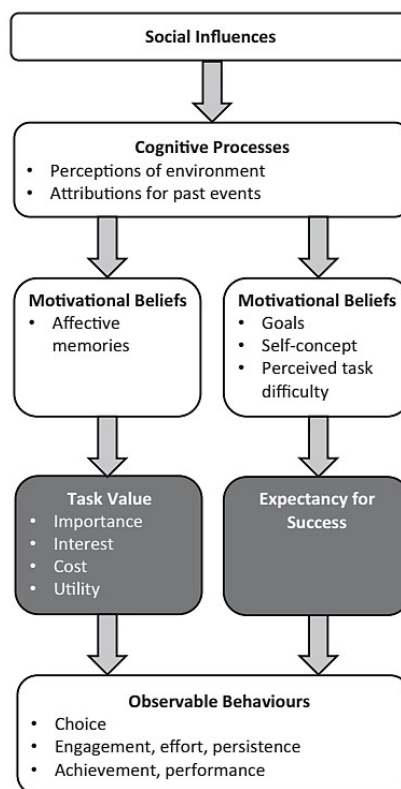 Social Influences
Cognitive Processes
• Perceptions of environment
• Attributions for past events
Motivational Beliefs
• Affective
memories
Motivational Beliefs
• Goals
• Self-concept
• Perceived task
difficulty
Task Value
• Importance
• Interest
• Cost
• Utility
Expectancy for
Success
Observable Behaviours
• Choice
• Engagement, effort, persistence
• Achievement, performance